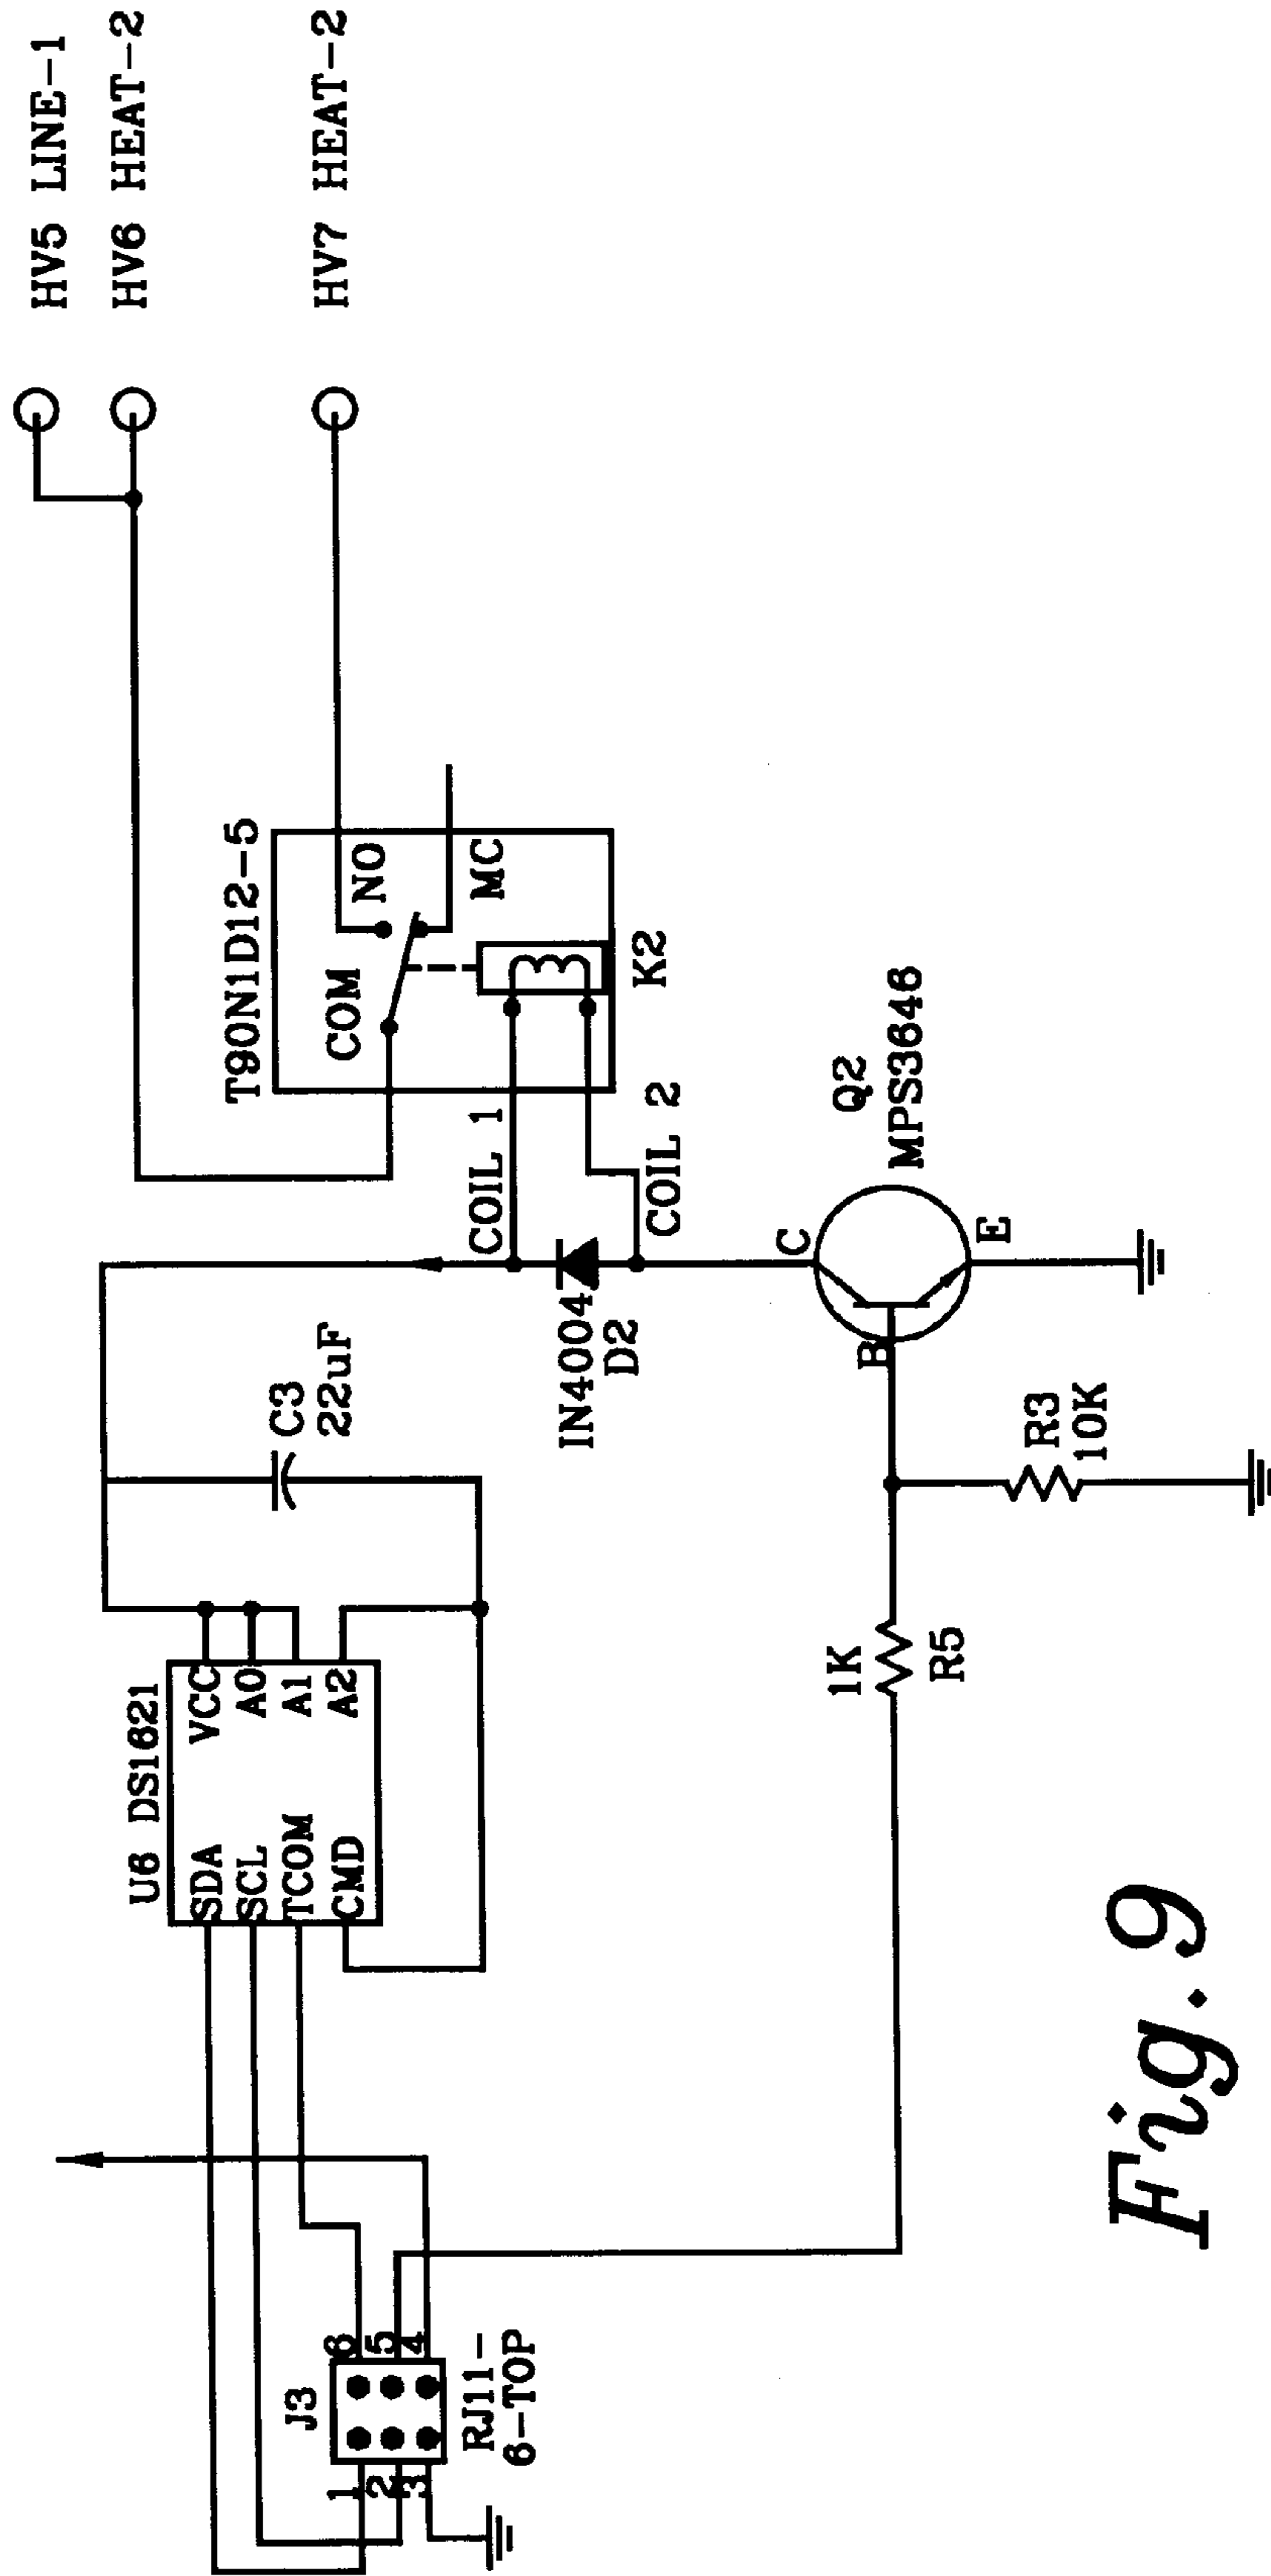 HV5 LINE-1
HV6 HEAT-2
HV7 HEAT-2
T90N1D12-5
COM
NO
MC
K2
COIL 1
COIL 2
IN4004
D2
C3
22uF
U6 DS1621
SDA
SCL
TCOM
CMD
VCC
A0
A1
A2
J3
1
2
3
6
5
4
RJ11-
6-TOP
1K
R5
R3
10K
B
C
E
Q2
MPS3646
Fig. 9